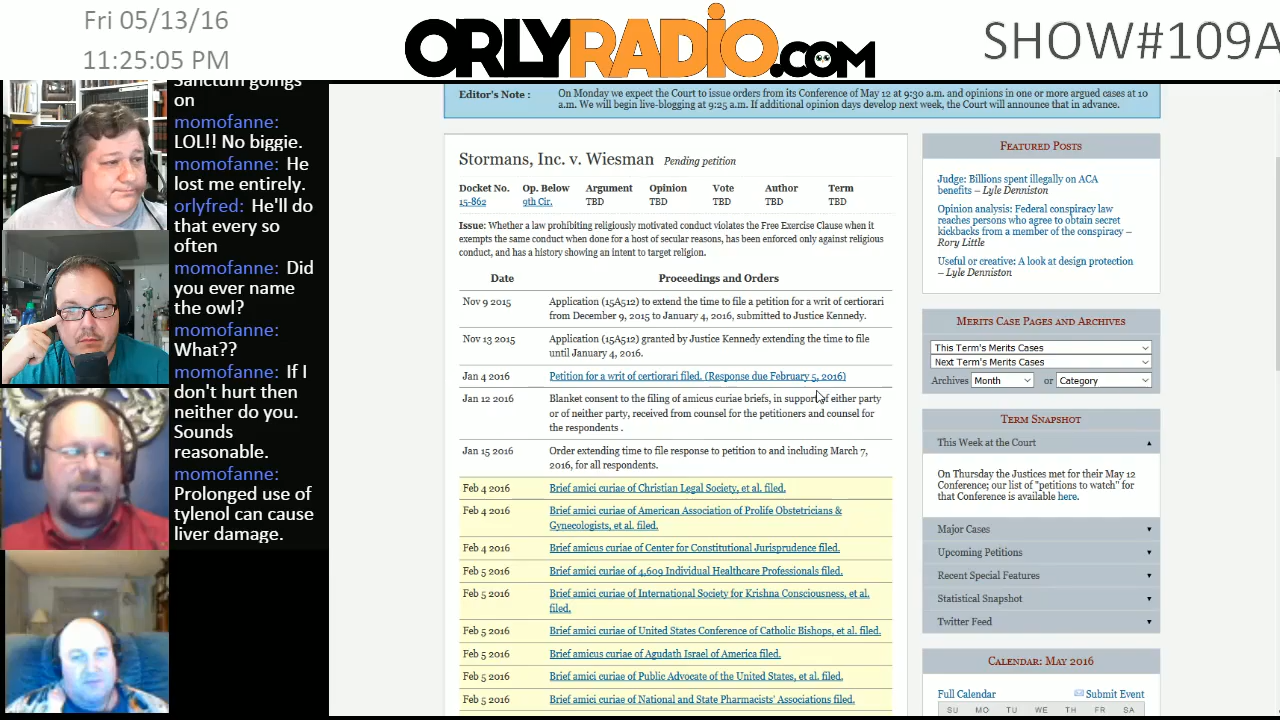 Fri 05/13/16
11:25:05 PM
ORLYRADIO.COM
SHOW#109A
Sanctum goings
on
momofanne:
LOL!! No biggie.
momofanne: He
lost me entirely.
orlyfred: He'll do
that every so
often
momofanne: Did
you ever name
the owl?
momofanne:
What??
momofanne: If I
don't hurt then
neither do you.
Sounds
reasonable.
momofanne:
Prolonged use of
tylenol can cause
liver damage.
Editor's Note : On Monday we expect the Court to issue orders from its Conference of May 12 at 9:30 a.m. and opinions in one or more argued cases at 10
a.m. We will begin live-blogging at 9:25 a.m. If additional opinion days develop next week, the Court will announce that in advance.
Stormans, Inc. v. Wiesman Pending petition
Docket No. Op. Below Argument Opinion Vote Author Term
15-862 9th Cir. TBD TBD TBD TBD TBD
Issue: Whether a law prohibiting religiously motivated conduct violates the Free Exercise Clause when it
exempts the same conduct when done for a host of secular reasons, has been enforced only against religious
conduct, and has a history showing an intent to target religion.
Date Proceedings and Orders
Nov 9 2015 Application (15A512) to extend the time to file a petition for a writ of certiorari
from December 9, 2015 to January 4, 2016, submitted to Justice Kennedy.
Nov 13 2015 Application (15A512) granted by Justice Kennedy extending the time to file
until January 4, 2016.
Jan 4 2016 Petition for a writ of certiorari filed. (Response due February 5, 2016)
Jan 12 2016 Blanket consent to the filing of amicus curiae briefs, in support of either party
or of neither party, received from counsel for the petitioners and counsel for
the respondents .
Jan 15 2016 Order extending time to file response to petition to and including March 7,
2016, for all respondents.
Feb 4 2016 Brief amici curiae of Christian Legal Society, et al. filed.
Feb 4 2016 Brief amici curiae of American Association of Prolife Obstetricians &
Gynecologists, et al. filed.
Feb 4 2016 Brief amicus curiae of Center for Constitutional Jurisprudence filed.
Feb 5 2016 Brief amici curiae of 4,609 Individual Healthcare Professionals filed.
Feb 5 2016 Brief amici curiae of International Society for Krishna Consciousness, et al.
filed.
Feb 5 2016 Brief amici curiae of United States Conference of Catholic Bishops, et al. filed.
Feb 5 2016 Brief amicus curiae of Agudath Israel of America filed.
Feb 5 2016 Brief amici curiae of Public Advocate of the United States, et al. filed.
Feb 5 2016 Brief amici curiae of National and State Pharmacists' Associations filed.
Featured Posts
Judge: Billions spent illegally on ACA
benefits – Lyle Denniston
Opinion analysis: Federal conspiracy law
reaches persons who agree to obtain secret
kickbacks from a member of the conspiracy –
Rory Little
Useful or creative: A look at design protection
– Lyle Denniston
Merits Case Pages and Archives
This Term's Merits Cases
Next Term's Merits Cases
Archives Month or Category
Term Snapshot
This Week at the Court
On Thursday the Justices met for their May 12
Conference; our list of "petitions to watch" for
that Conference is available here.
Major Cases
Upcoming Petitions
Recent Special Features
Statistical Snapshot
Twitter Feed
Calendar: May 2016
Full Calendar Submit Event
SU MO TU WE TH FR SA